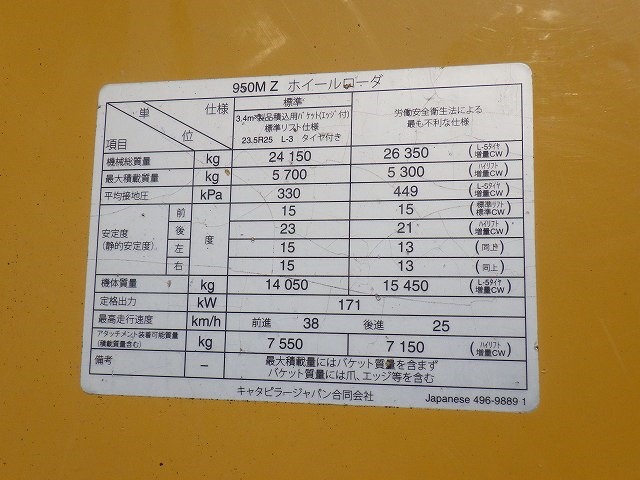 950M Z ホイールローダ
単位 仕様 項目
標準
3.4m³製品積込用バケット(エッジ付)
標準リフト仕様
23.5R25 L-3 タイヤ付き
労働安全衛生法による
最も不利な仕様
機械総質量 kg 24 150 26 350 (L-5タイヤ 増量CW)
最大積載質量 kg 5 700 5 300 (ハイリフト 増量CW)
平均接地圧 kPa 330 449 (L-5タイヤ 増量CW)
安定度 (静的安定度) 度
前 15 15 (標準リフト 標準CW)
後 23 21 (ハイリフト 増量CW)
左 15 13 (同上)
右 15 13 (同上)
機体質量 kg 14 050 15 450 (L-5タイヤ 増量CW)
定格出力 kW 171
最高走行速度 km/h 前進 38 後進 25
アタッチメント装着可能質量
(積載質量含む) kg 7 550 7 150 (ハイリフト 増量CW)
備考 – 最大積載量にはバケット質量を含まず
バケット質量には爪、エッジ等を含む
キャタピラージャパン合同会社
Japanese 496-9889 1